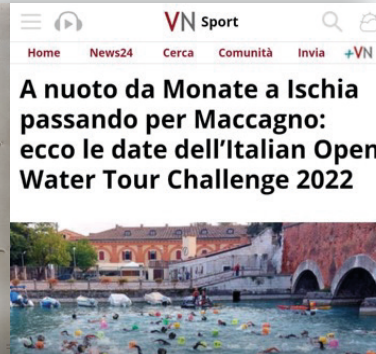 VN Sport
Home News24 Cerca Comunità Invia +VN
A nuoto da Monate a Ischia
passando per Maccagno:
ecco le date dell'Italian Open
Water Tour Challenge 2022